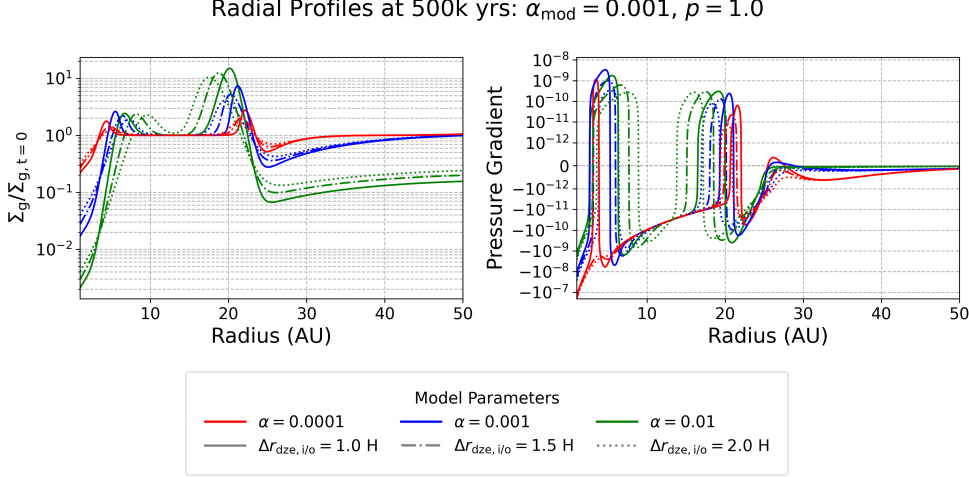 Radial Profiles at 500k yrs: α_mod = 0.001, p = 1.0
Σ_g/Σ_g, t = 0
10^1
10^0
10^−1
10^−2
10
20
30
40
50
Radius (AU)
Pressure Gradient
10^−8
10^−9
10^−10
10^−11
10^−12
0
−10^−12
−10^−11
−10^−10
−10^−9
−10^−8
−10^−7
10
20
30
40
50
Radius (AU)
Model Parameters
α = 0.0001
α = 0.001
α = 0.01
Δr_dze, i/o = 1.0 H
Δr_dze, i/o = 1.5 H
Δr_dze, i/o = 2.0 H